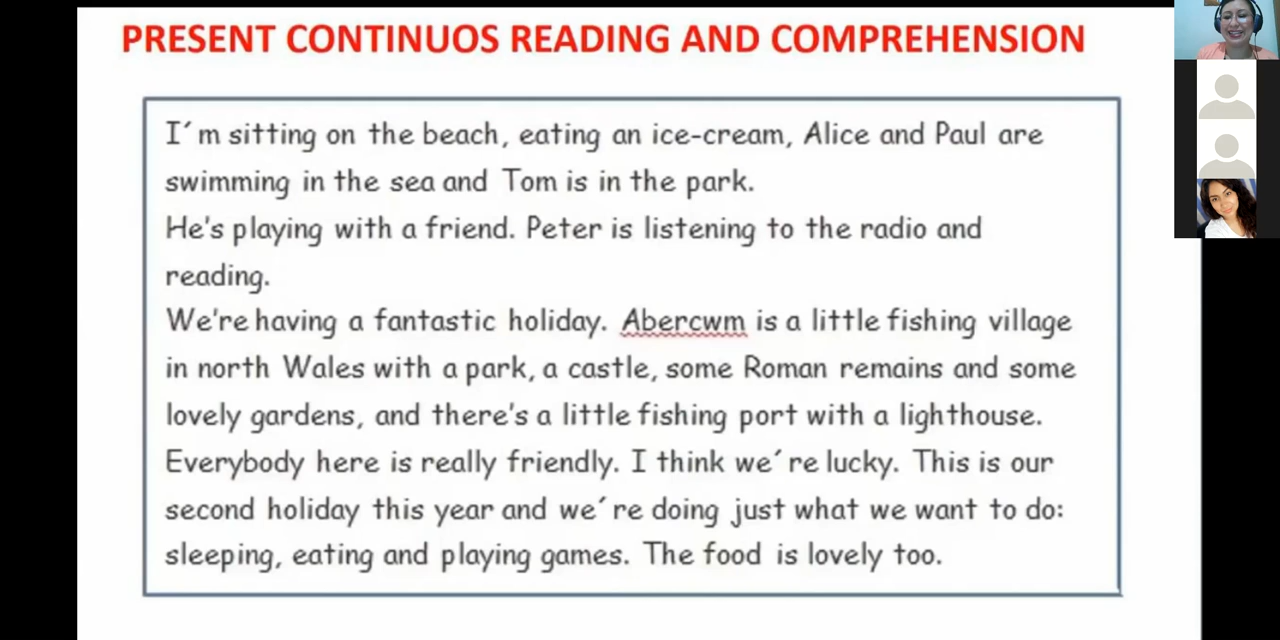 PRESENT CONTINUOS READING AND COMPREHENSION
I´m sitting on the beach, eating an ice-cream, Alice and Paul are
swimming in the sea and Tom is in the park.
He's playing with a friend. Peter is listening to the radio and
reading.
We're having a fantastic holiday. Abercwm is a little fishing village
in north Wales with a park, a castle, some Roman remains and some
lovely gardens, and there's a little fishing port with a lighthouse.
Everybody here is really friendly. I think we´re lucky. This is our
second holiday this year and we´re doing just what we want to do:
sleeping, eating and playing games. The food is lovely too.